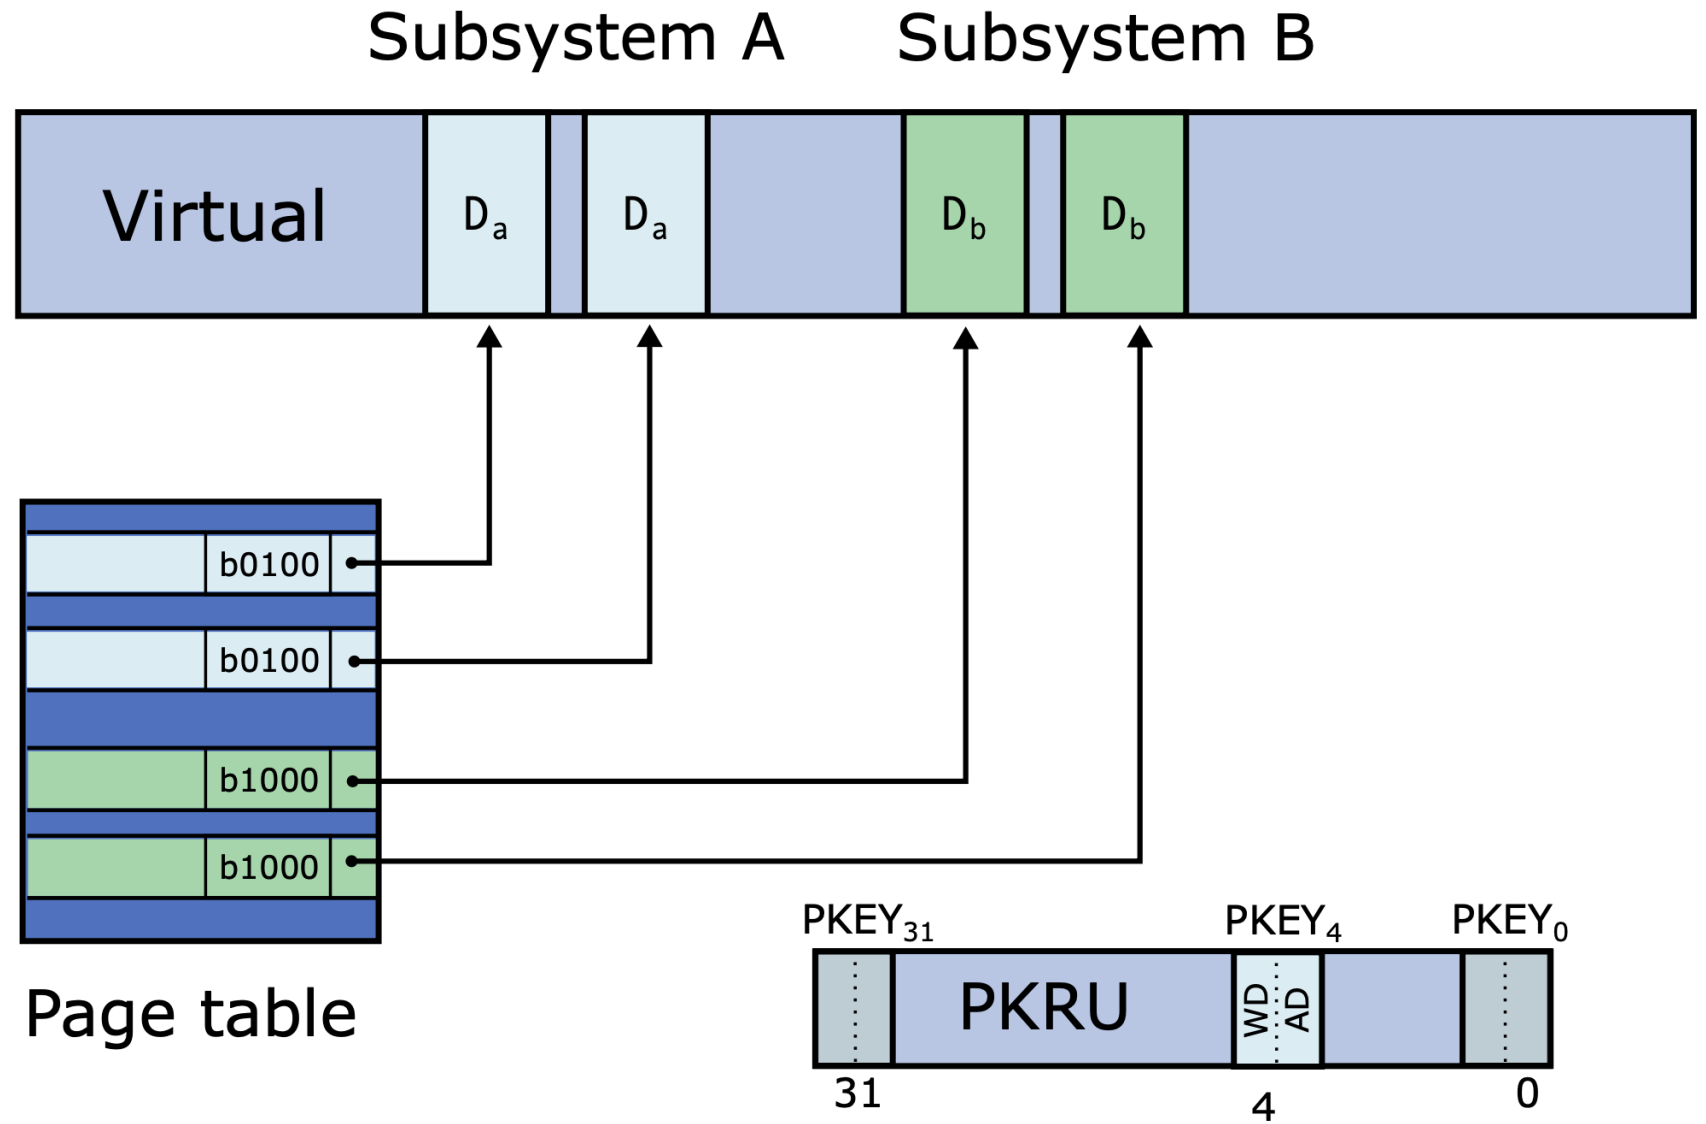 Subsystem A
Subsystem B
Virtual
Da
Da
Db
Db
b0100
b0100
b1000
b1000
Page table
PKEY31
PKEY4
PKEY0
PKRU
WD
AD
31
4
0